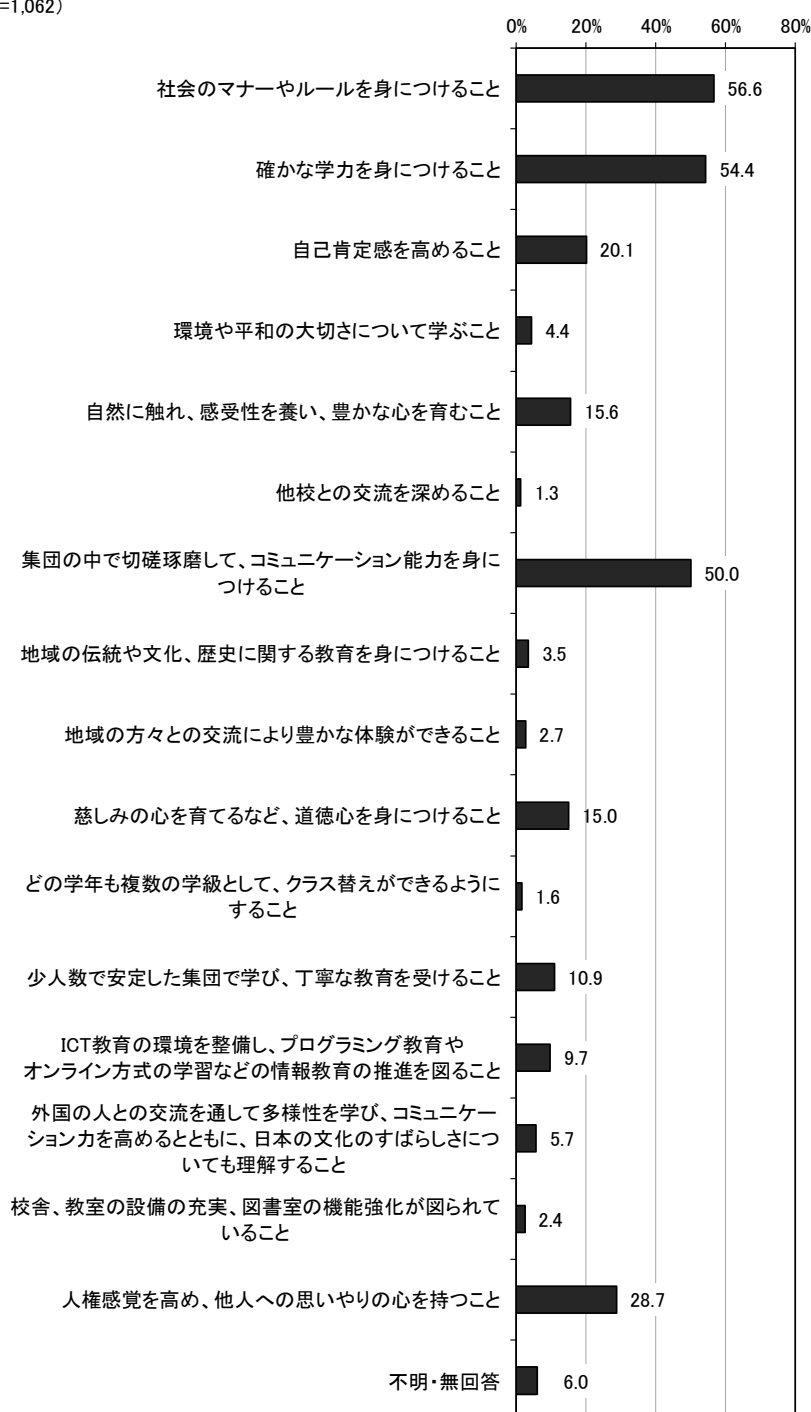 =1,062）
0% 20% 40% 60% 80%
社会のマナーやルールを身につけること 56.6
確かな学力を身につけること 54.4
自己肯定感を高めること 20.1
環境や平和の大切さについて学ぶこと 4.4
自然に触れ、感受性を養い、豊かな心を育むこと 15.6
他校との交流を深めること 1.3
集団の中で切磋琢磨して、コミュニケーション能力を身に
つけること 50.0
地域の伝統や文化、歴史に関する教育を身につけること 3.5
地域の方々との交流により豊かな体験ができること 2.7
慈しみの心を育てるなど、道徳心を身につけること 15.0
どの学年も複数の学級として、クラス替えができるように
すること 1.6
少人数で安定した集団で学び、丁寧な教育を受けること 10.9
ICT教育の環境を整備し、プログラミング教育や
オンライン方式の学習などの情報教育の推進を図ること 9.7
外国の人との交流を通して多様性を学び、コミュニケー
ション力を高めるとともに、日本の文化のすばらしさにつ 5.7
いても理解すること
校舎、教室の設備の充実、図書室の機能強化が図られて
いること 2.4
人権感覚を高め、他人への思いやりの心を持つこと 28.7
不明・無回答 6.0